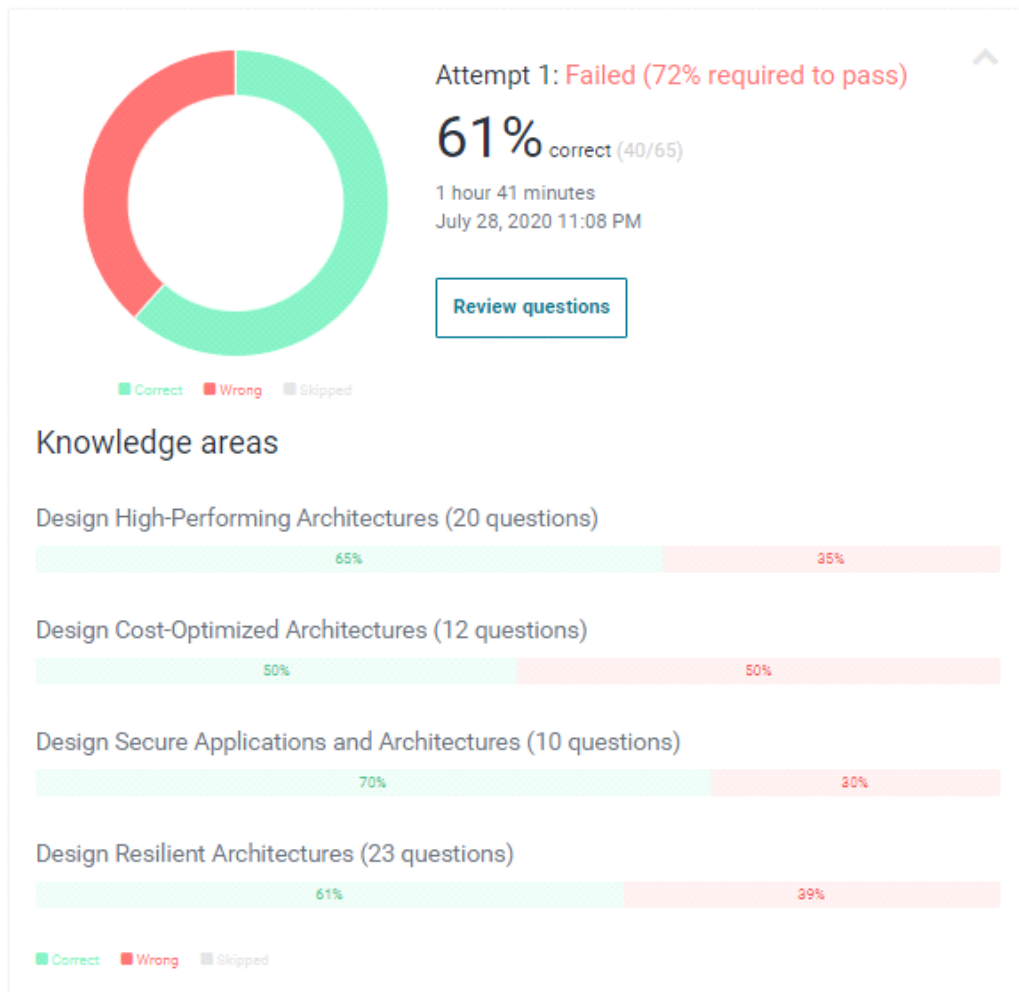 Attempt 1: Failed (72% required to pass)
61% correct (40/65)
1 hour 41 minutes
July 28, 2020 11:08 PM
Review questions
Correct Wrong Skipped
Knowledge areas
Design High-Performing Architectures (20 questions)
65% 35%
Design Cost-Optimized Architectures (12 questions)
50% 50%
Design Secure Applications and Architectures (10 questions)
70% 30%
Design Resilient Architectures (23 questions)
61% 39%
Correct Wrong Skipped